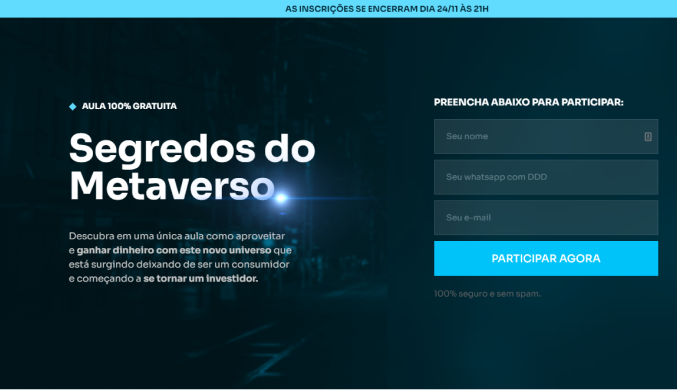 AS INSCRIÇÕES SE ENCERRAM DIA 24/11 ÀS 21H
AULA 100% GRATUITA
Segredos do
Metaverso
Descubra em uma única aula como aproveitar
e ganhar dinheiro com este novo universo que
está surgindo deixando de ser um consumidor
e começando a se tornar um investidor.
PREENCHA ABAIXO PARA PARTICIPAR:
Seu nome
Seu whatsapp com DDD
Seu e-mail
PARTICIPAR AGORA
100% seguro e sem spam.